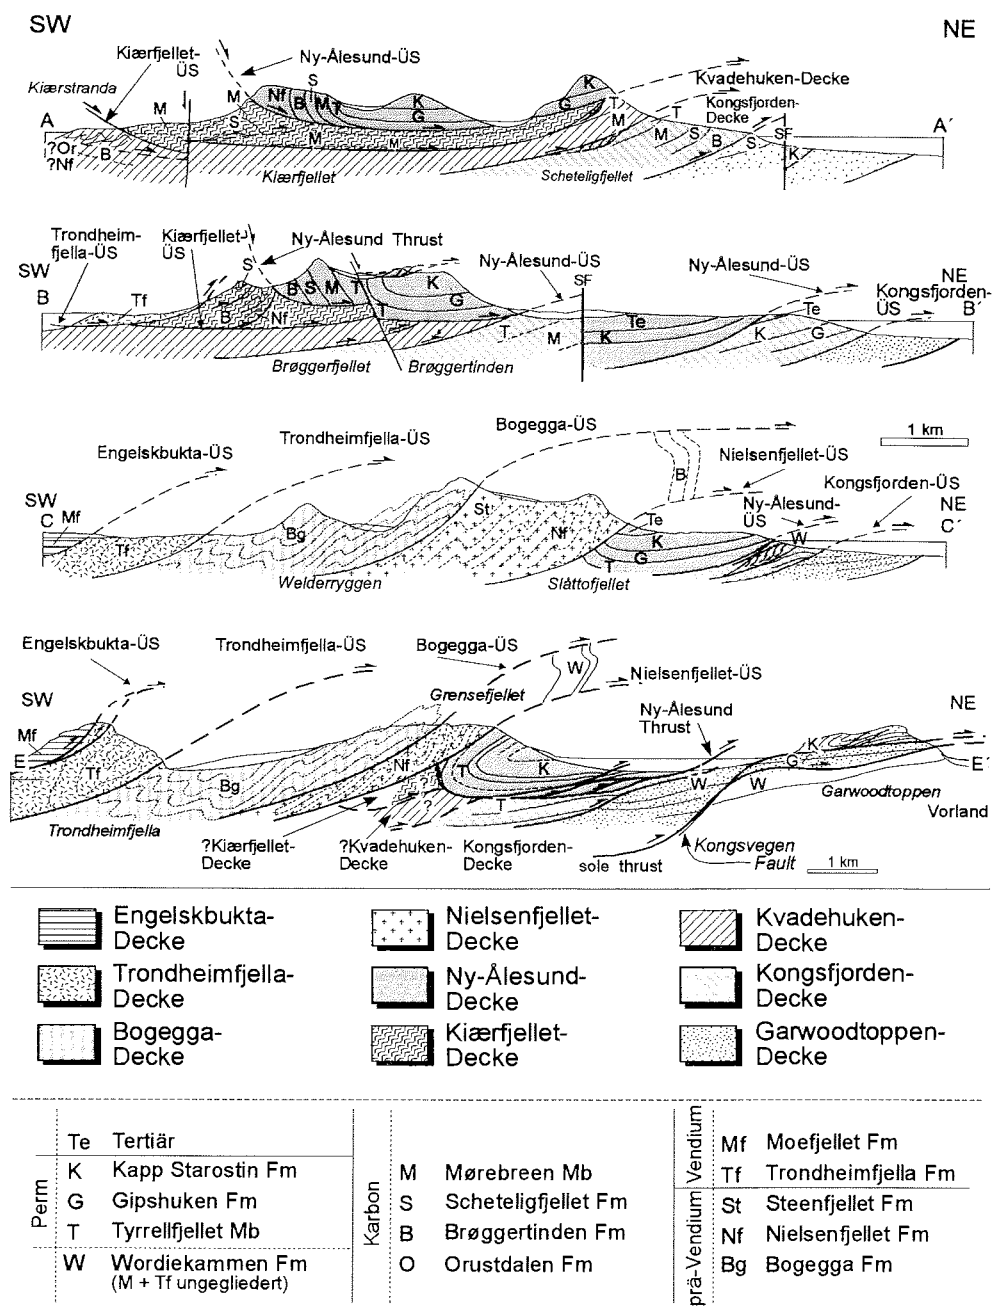 SW
NE
Kiærfjellet-
ÜS
Ny-Ålesund-ÜS
Kiærstranda
Kvadehuken-Decke
Kongsfjorden-
Decke
A
M
M
S
S
Nf
B
M
T
K
G
K
G
T
M
T
M
S
B
S
SF
K
A´
?Or
?Nf
B
M
M
Kiærfjellet
Scheteligfjellet
Trondheim-
fjella-ÜS
Kiærfjellet-
ÜS
Ny-Ålesund Thrust
Ny-Ålesund-ÜS
Ny-Ålesund-ÜS
SW
B
NE
Kongsfjorden-
ÜS
B´
Tf
S
B
Nf
B
S
M
T
T
K
G
T
M
SF
Te
K
Te
K
G
Brøggerfjellet
Brøggertinden
Engelskbukta-ÜS
Trondheimfjella-ÜS
Bogegga-ÜS
1 km
Nielsenfjellet-ÜS
Kongsfjorden-ÜS
Ny-Ålesund-
ÜS
SW
C
NE
C´
Mf
Tf
Bg
St
Nf
B
Te
K
G
T
W
Welderryggen
Slåttofjellet
Engelskbukta-ÜS
Trondheimfjella-ÜS
Bogegga-ÜS
Nielsenfjellet-ÜS
Grensefjellet
Ny-Ålesund
Thrust
SW
NE
Mf
E
Tf
Bg
Nf
T
K
T
?
W
W
W
K
G
E´
Garwoodtoppen
Vorland
Trondheimfjella
?Kiærfjellet-
Decke
?Kvadehuken-
Decke
Kongsfjorden-
Decke
sole thrust
Kongsvegen
Fault
1 km
Engelskbukta-
Decke
Nielsenfjellet-
Decke
Kvadehuken-
Decke
Trondheimfjella-
Decke
Ny-Ålesund-
Decke
Kongsfjorden-
Decke
Bogegga-
Decke
Kiærfjellet-
Decke
Garwoodtoppen-
Decke
Perm
Te Tertiär
K Kapp Starostin Fm
G Gipshuken Fm
T Tyrrellfjellet Mb
W Wordiekammen Fm
(M + Tf ungegliedert)
Karbon
M Mørebreen Mb
S Scheteligfjellet Fm
B Brøggertinden Fm
O Orustdalen Fm
Vendium
Mf Moefjellet Fm
Tf Trondheimfjella Fm
prä-Vendium
St Steenfjellet Fm
Nf Nielsenfjellet Fm
Bg Bogegga Fm